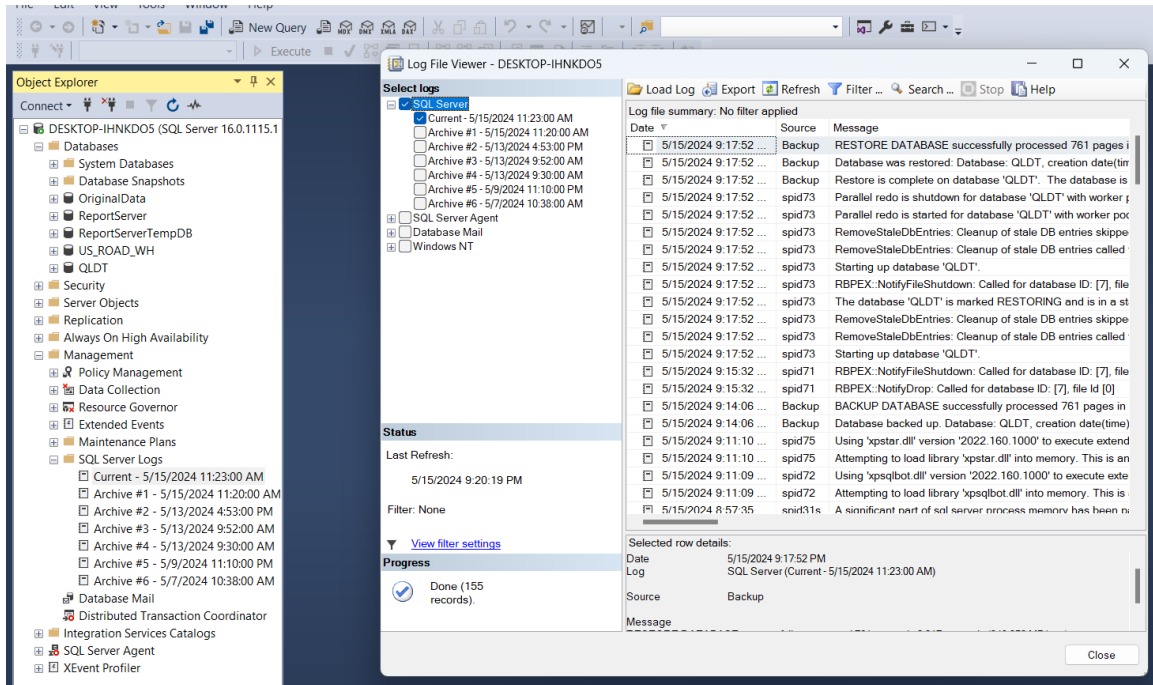 File Edit View Tools Window Help
New Query
MDX DMX XMLA DAX
Execute
Object Explorer
Connect
DESKTOP-IHNKDO5 (SQL Server 16.0.1115.1
Databases
System Databases
Database Snapshots
OriginalData
ReportServer
ReportServerTempDB
US_ROAD_WH
QLDT
Security
Server Objects
Replication
Always On High Availability
Management
Policy Management
Data Collection
Resource Governor
Extended Events
Maintenance Plans
SQL Server Logs
Current - 5/15/2024 11:23:00 AM
Archive #1 - 5/15/2024 11:20:00 AM
Archive #2 - 5/13/2024 4:53:00 PM
Archive #3 - 5/13/2024 9:52:00 AM
Archive #4 - 5/13/2024 9:30:00 AM
Archive #5 - 5/9/2024 11:10:00 PM
Archive #6 - 5/7/2024 10:38:00 AM
Database Mail
Distributed Transaction Coordinator
Integration Services Catalogs
SQL Server Agent
XEvent Profiler
Log File Viewer - DESKTOP-IHNKDO5
Select logs
SQL Server
Current - 5/15/2024 11:23:00 AM
Archive #1 - 5/15/2024 11:20:00 AM
Archive #2 - 5/13/2024 4:53:00 PM
Archive #3 - 5/13/2024 9:52:00 AM
Archive #4 - 5/13/2024 9:30:00 AM
Archive #5 - 5/9/2024 11:10:00 PM
Archive #6 - 5/7/2024 10:38:00 AM
SQL Server Agent
Database Mail
Windows NT
Status
Last Refresh:
5/15/2024 9:20:19 PM
Filter: None
View filter settings
Progress
Done (155
records).
Load Log Export Refresh Filter ... Search ... Stop Help
Log file summary: No filter applied
Date Source Message
5/15/2024 9:17:52 ... Backup RESTORE DATABASE successfully processed 761 pages i
5/15/2024 9:17:52 ... Backup Database was restored: Database: QLDT, creation date(tim
5/15/2024 9:17:52 ... Backup Restore is complete on database 'QLDT'. The database is
5/15/2024 9:17:52 ... spid73 Parallel redo is shutdown for database 'QLDT' with worker p
5/15/2024 9:17:52 ... spid73 Parallel redo is started for database 'QLDT' with worker poo
5/15/2024 9:17:52 ... spid73 RemoveStaleDbEntries: Cleanup of stale DB entries skippe
5/15/2024 9:17:52 ... spid73 RemoveStaleDbEntries: Cleanup of stale DB entries called
5/15/2024 9:17:52 ... spid73 Starting up database 'QLDT'.
5/15/2024 9:17:52 ... spid73 RBPEX::NotifyFileShutdown: Called for database ID: [7], file
5/15/2024 9:17:52 ... spid73 The database 'QLDT' is marked RESTORING and is in a st
5/15/2024 9:17:52 ... spid73 RemoveStaleDbEntries: Cleanup of stale DB entries skippe
5/15/2024 9:17:52 ... spid73 RemoveStaleDbEntries: Cleanup of stale DB entries called
5/15/2024 9:17:52 ... spid73 Starting up database 'QLDT'.
5/15/2024 9:15:32 ... spid71 RBPEX::NotifyFileShutdown: Called for database ID: [7], file
5/15/2024 9:15:32 ... spid71 RBPEX::NotifyDrop: Called for database ID: [7], file Id [0]
5/15/2024 9:14:06 ... Backup BACKUP DATABASE successfully processed 761 pages in
5/15/2024 9:14:06 ... Backup Database backed up. Database: QLDT, creation date(time)
5/15/2024 9:11:10 ... spid75 Using 'xpstar.dll' version '2022.160.1000' to execute extend
5/15/2024 9:11:10 ... spid75 Attempting to load library 'xpstar.dll' into memory. This is an
5/15/2024 9:11:09 ... spid72 Using 'xpsqlbot.dll' version '2022.160.1000' to execute exte
5/15/2024 9:11:09 ... spid72 Attempting to load library 'xpsqlbot.dll' into memory. This is
5/15/2024 8:57:35 spid31s A significant part of sql server process memory has been pa
Selected row details:
Date 5/15/2024 9:17:52 PM
Log SQL Server (Current - 5/15/2024 11:23:00 AM)
Source Backup
Message
Close